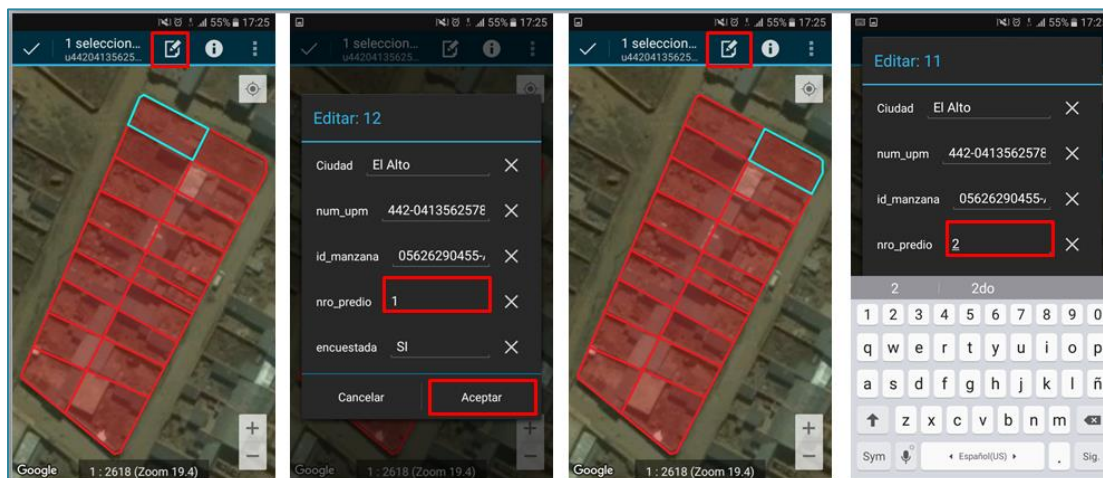 55% 17:25
1 seleccion...
u44204135625...
Google
1 : 2618 (Zoom 19.4)
55% 17:25
1 seleccion...
u44204135625...
Editar: 12
Ciudad El Alto
num_upm 442-0413562578
id_manzana 05626290455-
nro_predio 1
encuestada SI
Cancelar Aceptar
Google
1 : 2618 (Zoom 19.4)
55% 17:25
1 seleccion...
u44204135625...
Google
1 : 2618 (Zoom 19.4)
55% 17:25
Editar: 11
Ciudad El Alto
num_upm 442-0413562578
id_manzana 05626290455-
nro_predio 2
2 2do
1 2 3 4 5 6 7 8 9 0
q w e r t y u i o p
a s d f g h j k l ñ
z x c v b n m
Sym Español(US) . Sig.